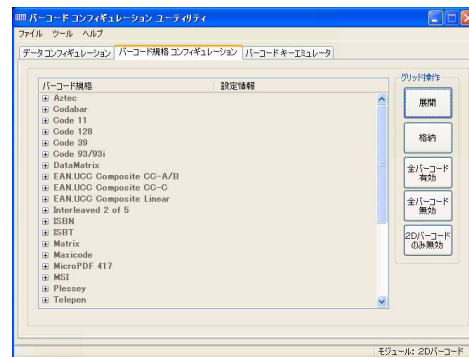 バーコード コンフィギュレーション ユーティリティ
ファイル ツール ヘルプ
データ コンフィギュレーション バーコード規格 コンフィギュレーション バーコード キーエミュレータ
バーコード規格 設定情報
Aztec
Codabar
Code 11
Code 128
Code 39
Code 93/93i
DataMatrix
EAN.UCC Composite CC-A/B
EAN.UCC Composite CC-C
EAN.UCC Composite Linear
Interleaved 2 of 5
ISBN
ISBT
Matrix
Maxicode
MicroPDF 417
MSI
Plessey
Telepen
グリッド操作
展開
格納
全バーコード
有効
全バーコード
無効
2Dバーコード
のみ無効
モジュール: 2Dバーコード